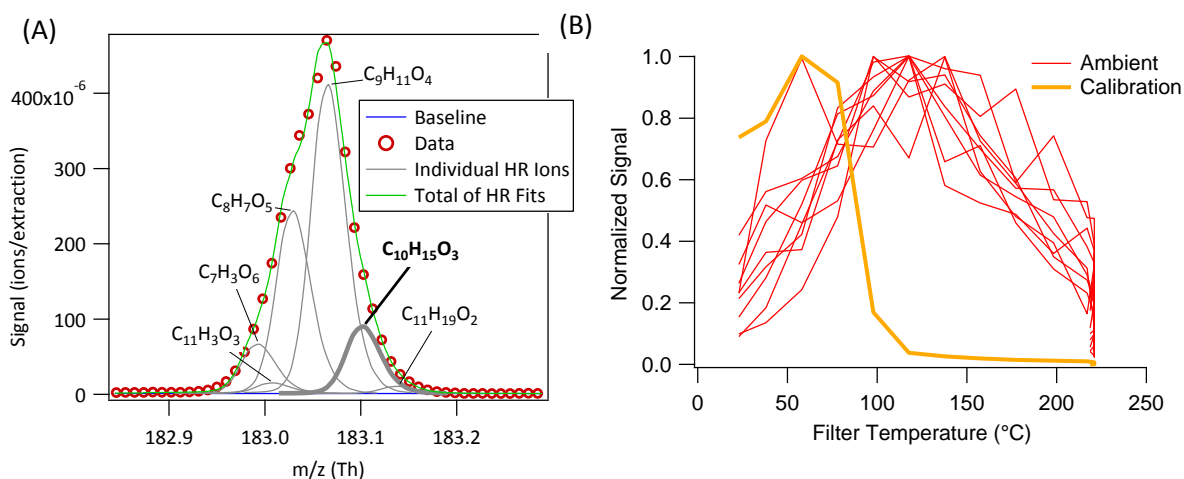 (A)
Signal (ions/extraction)
400x10⁻⁶
300
200
100
0
182.9
183.0
183.1
183.2
m/z (Th)
C₉H₁₁O₄
C₈H₇O₅
C₇H₃O₆
C₁₁H₃O₃
C₁₀H₁₅O₃
C₁₁H₁₉O₂
Baseline
Data
Individual HR Ions
Total of HR Fits
(B)
Normalized Signal
1.0
0.8
0.6
0.4
0.2
0.0
0
50
100
150
200
250
Filter Temperature (°C)
Ambient
Calibration